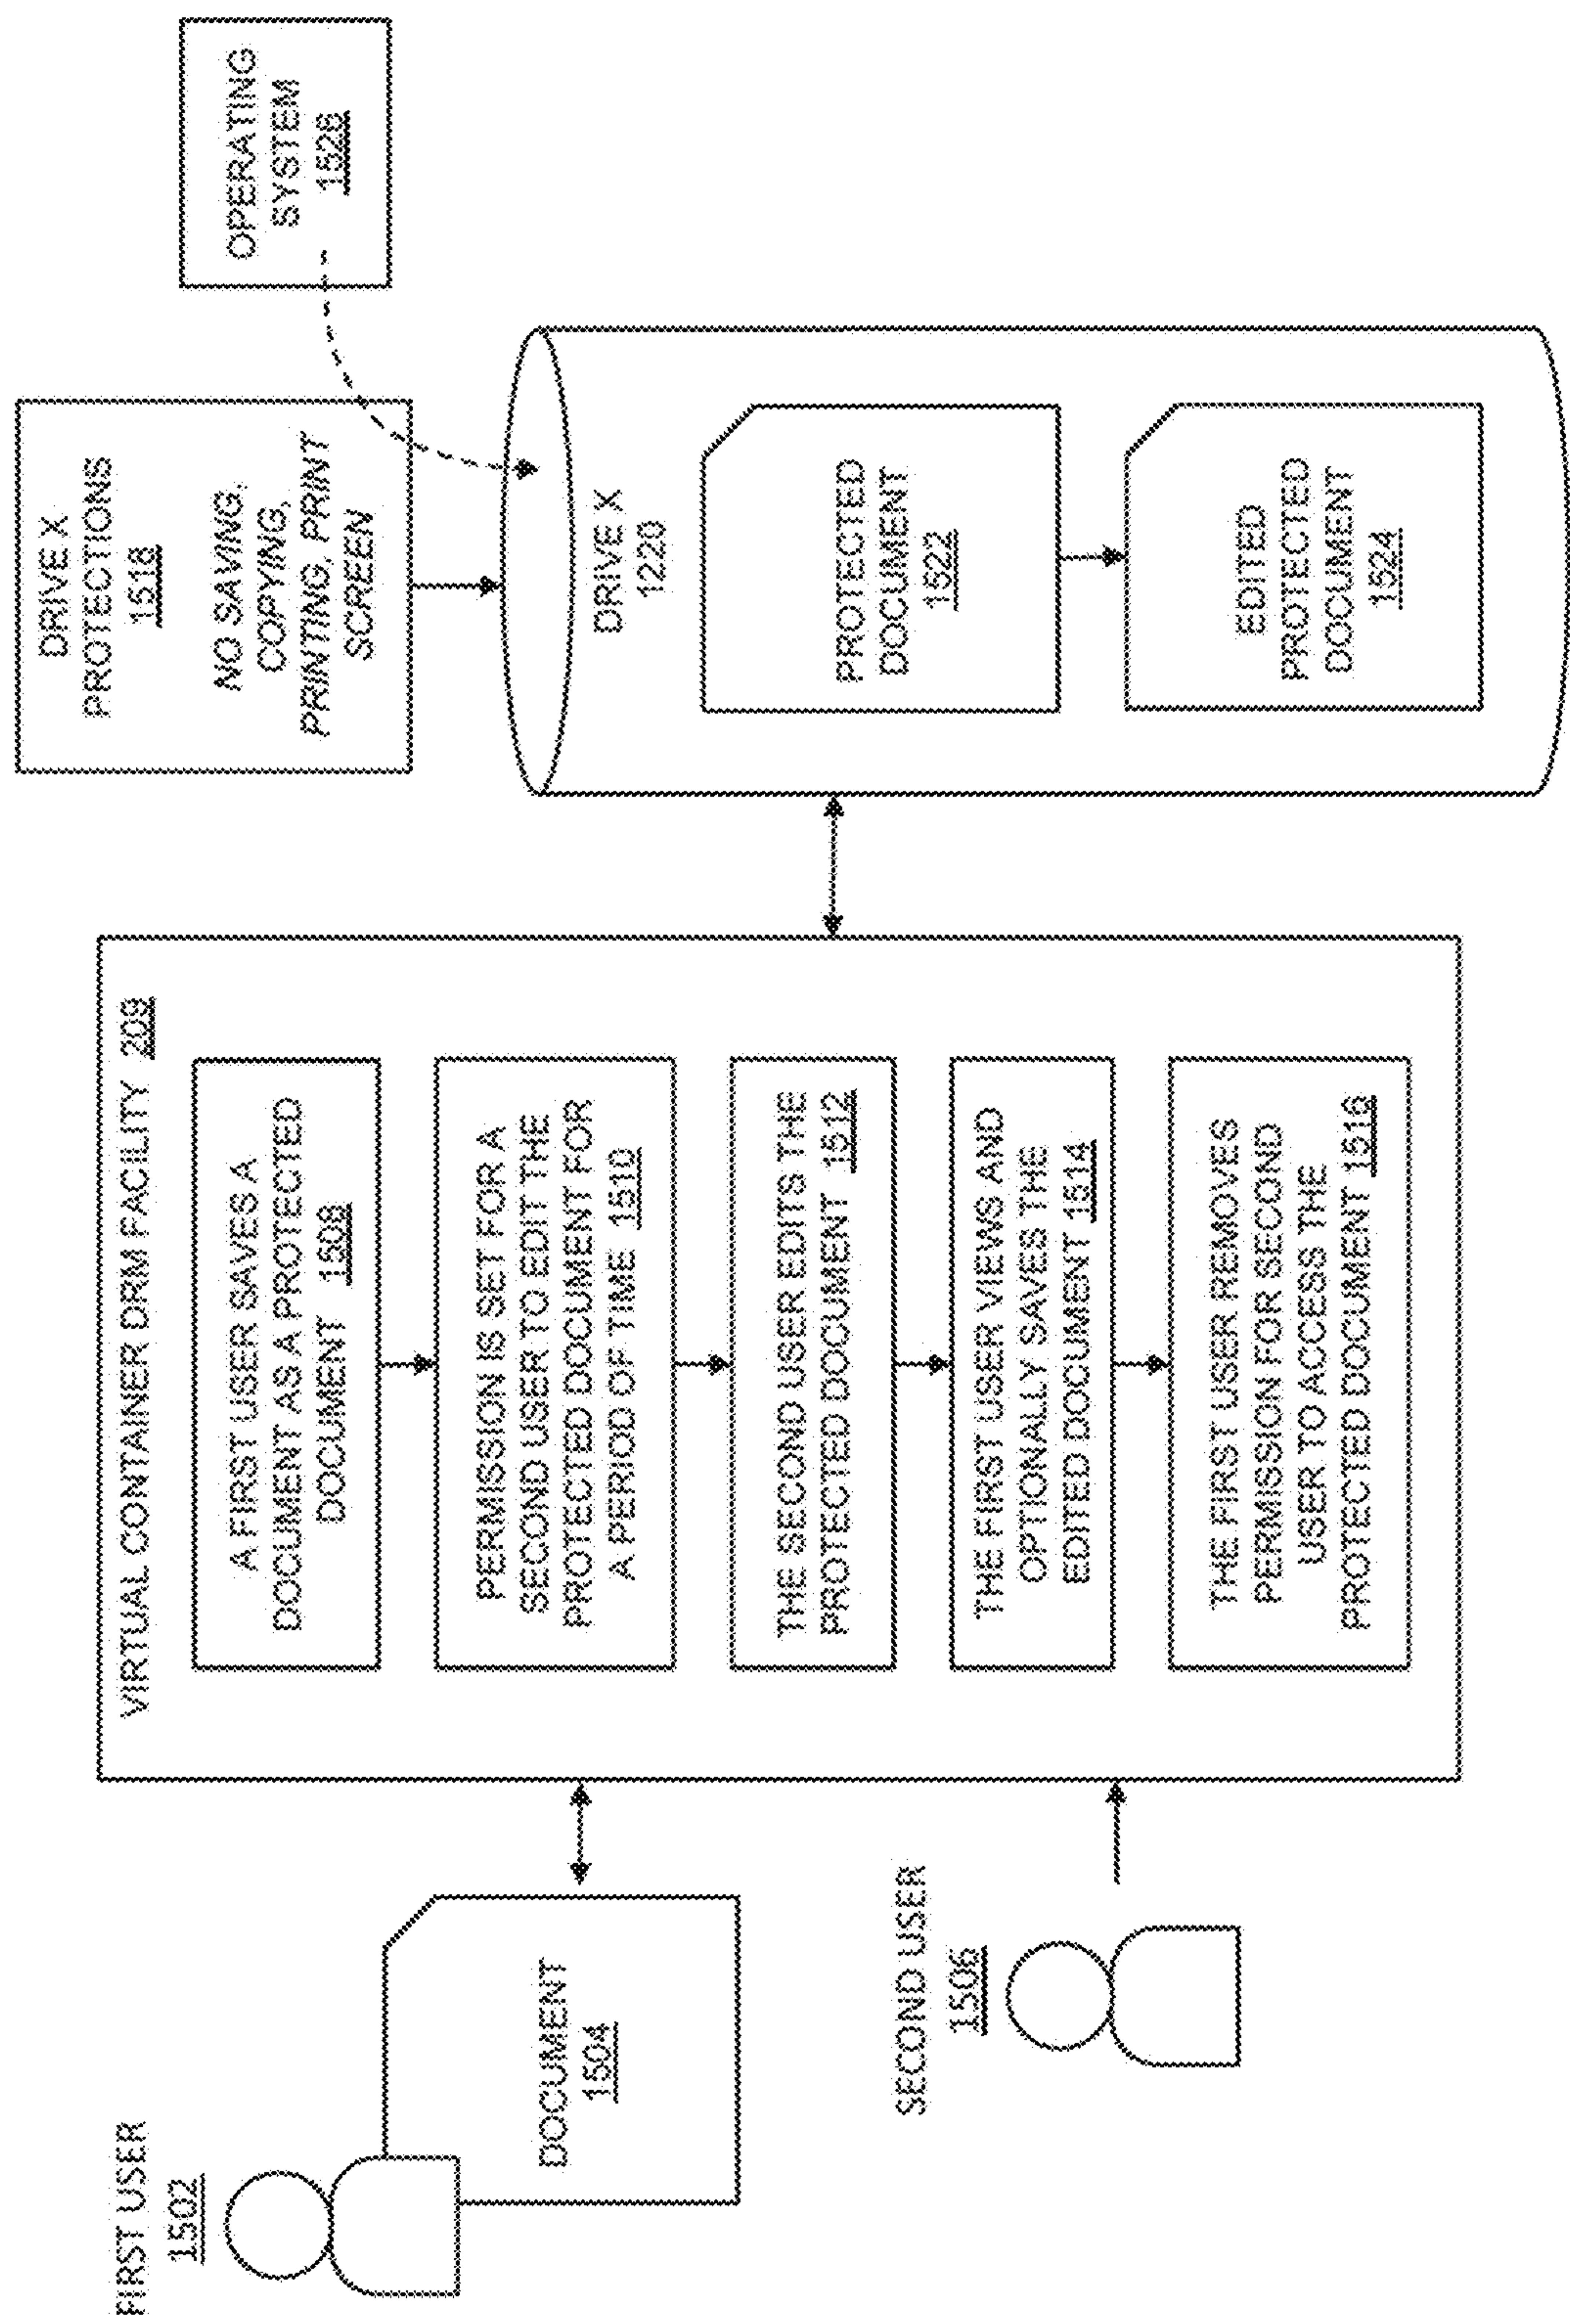 FIRST USER
1502
DOCUMENT
1504
SECOND USER
1506
VIRTUAL CONTAINER DRM FACILITY 209
A FIRST USER SAVES A
DOCUMENT AS A PROTECTED
DOCUMENT 1508
PERMISSION IS SET FOR A
SECOND USER TO EDIT THE
PROTECTED DOCUMENT FOR
A PERIOD OF TIME 1510
THE SECOND USER EDITS THE
PROTECTED DOCUMENT 1512
THE FIRST USER VIEWS AND
OPTIONALLY SAVES THE
EDITED DOCUMENT 1514
THE FIRST USER REMOVES
PERMISSION FOR SECOND
USER TO ACCESS THE
PROTECTED DOCUMENT 1516
DRIVE X
PROTECTIONS
1518
NO SAVING,
COPYING,
PRINTING, PRINT
SCREEN
OPERATING
SYSTEM
1528
DRIVE X
1220
PROTECTED
DOCUMENT
1522
EDITED
PROTECTED
DOCUMENT
1524